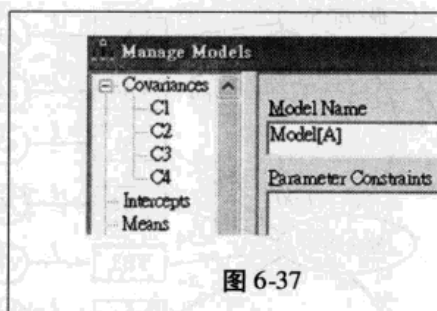 Manage Models
Covariances
C1
C2
C3
C4
Intercepts
Means
Model Name
Model[A]
Parameter Constraints
图 6-37